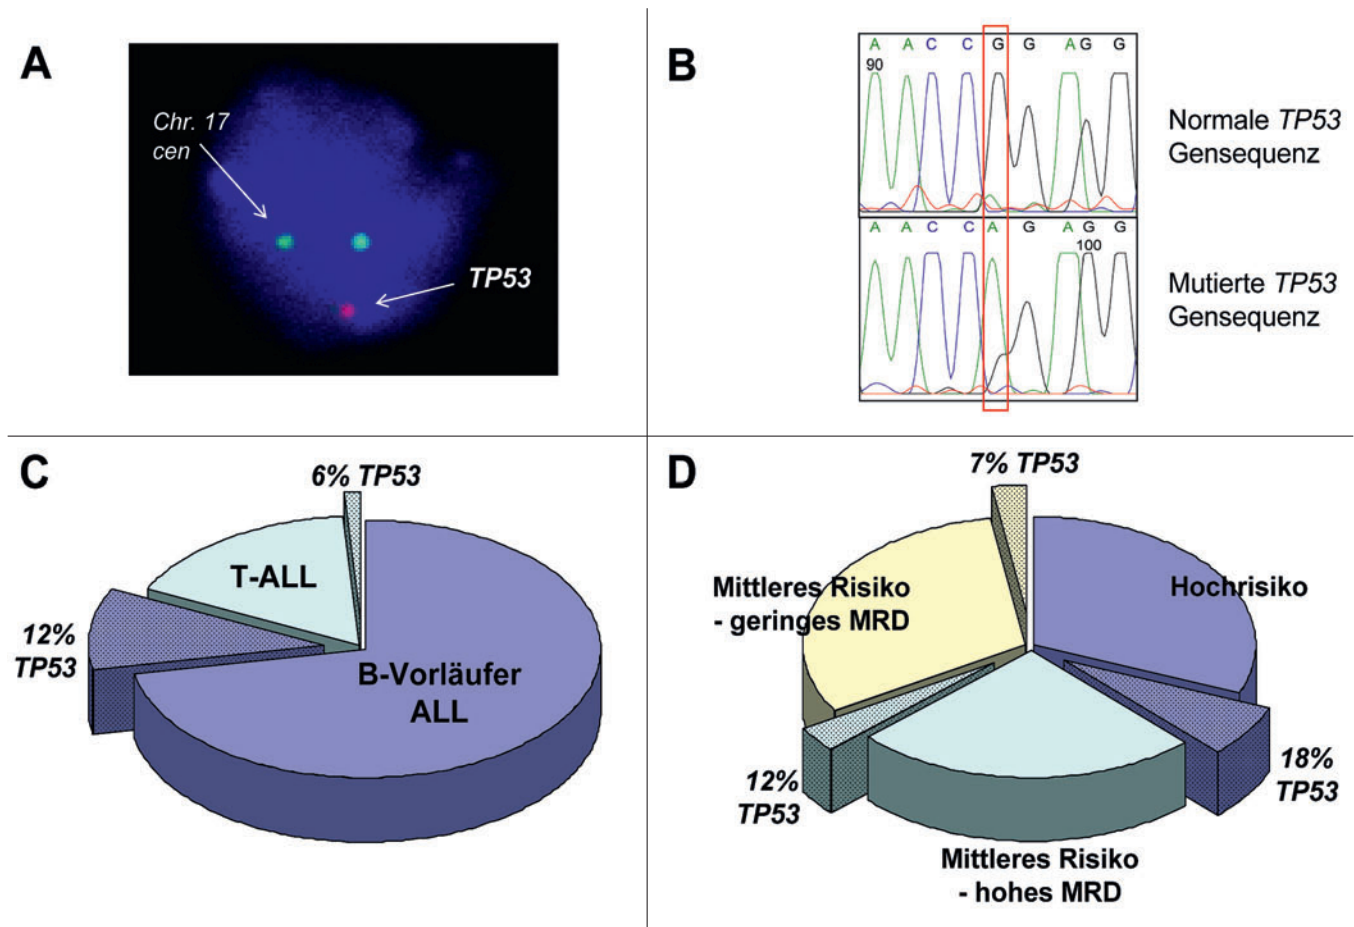 A
Chr. 17
cen
TP53
B
A A C C G G A G G
90
Normale TP53
Gensequenz
A A C C A G A G G
100
Mutierte TP53
Gensequenz
C
6% TP53
T-ALL
12%
TP53
B-Vorläufer
ALL
D
7% TP53
Mittleres Risiko
- geringes MRD
Hochrisiko
12%
TP53
18%
TP53
Mittleres Risiko
- hohes MRD